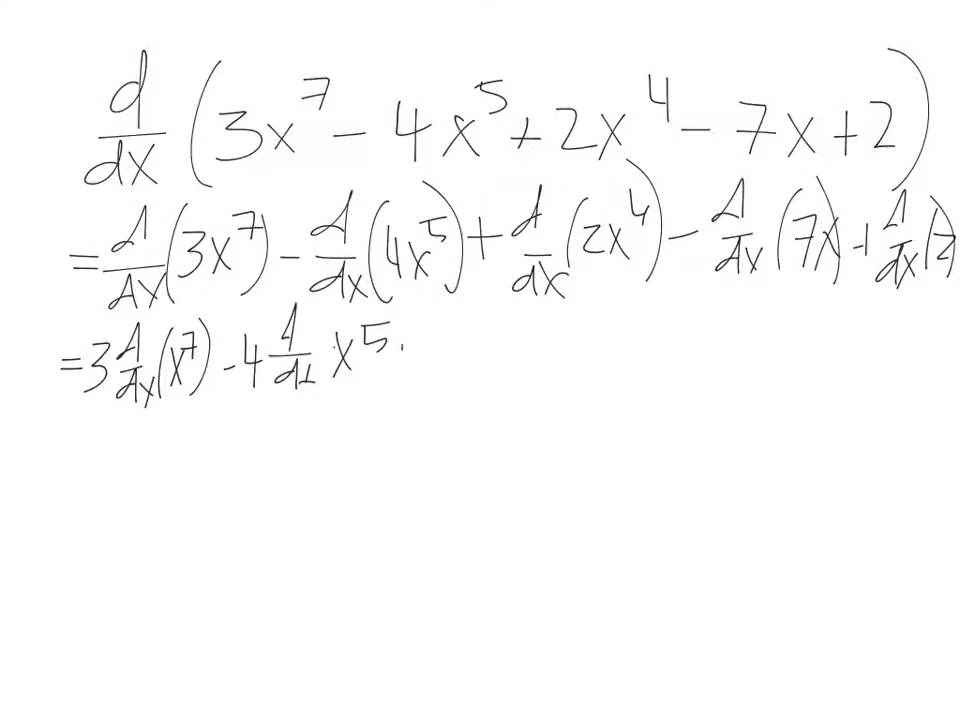 d/dx (3x^7 - 4x^5 + 2x^4 - 7x + 2)
= d/dx (3x^7) - d/dx (4x^5) + d/dx (2x^4) - d/dx (7x) + d/dx (2)
= 3 d/dx (x^7) - 4 d/dx x^5 .